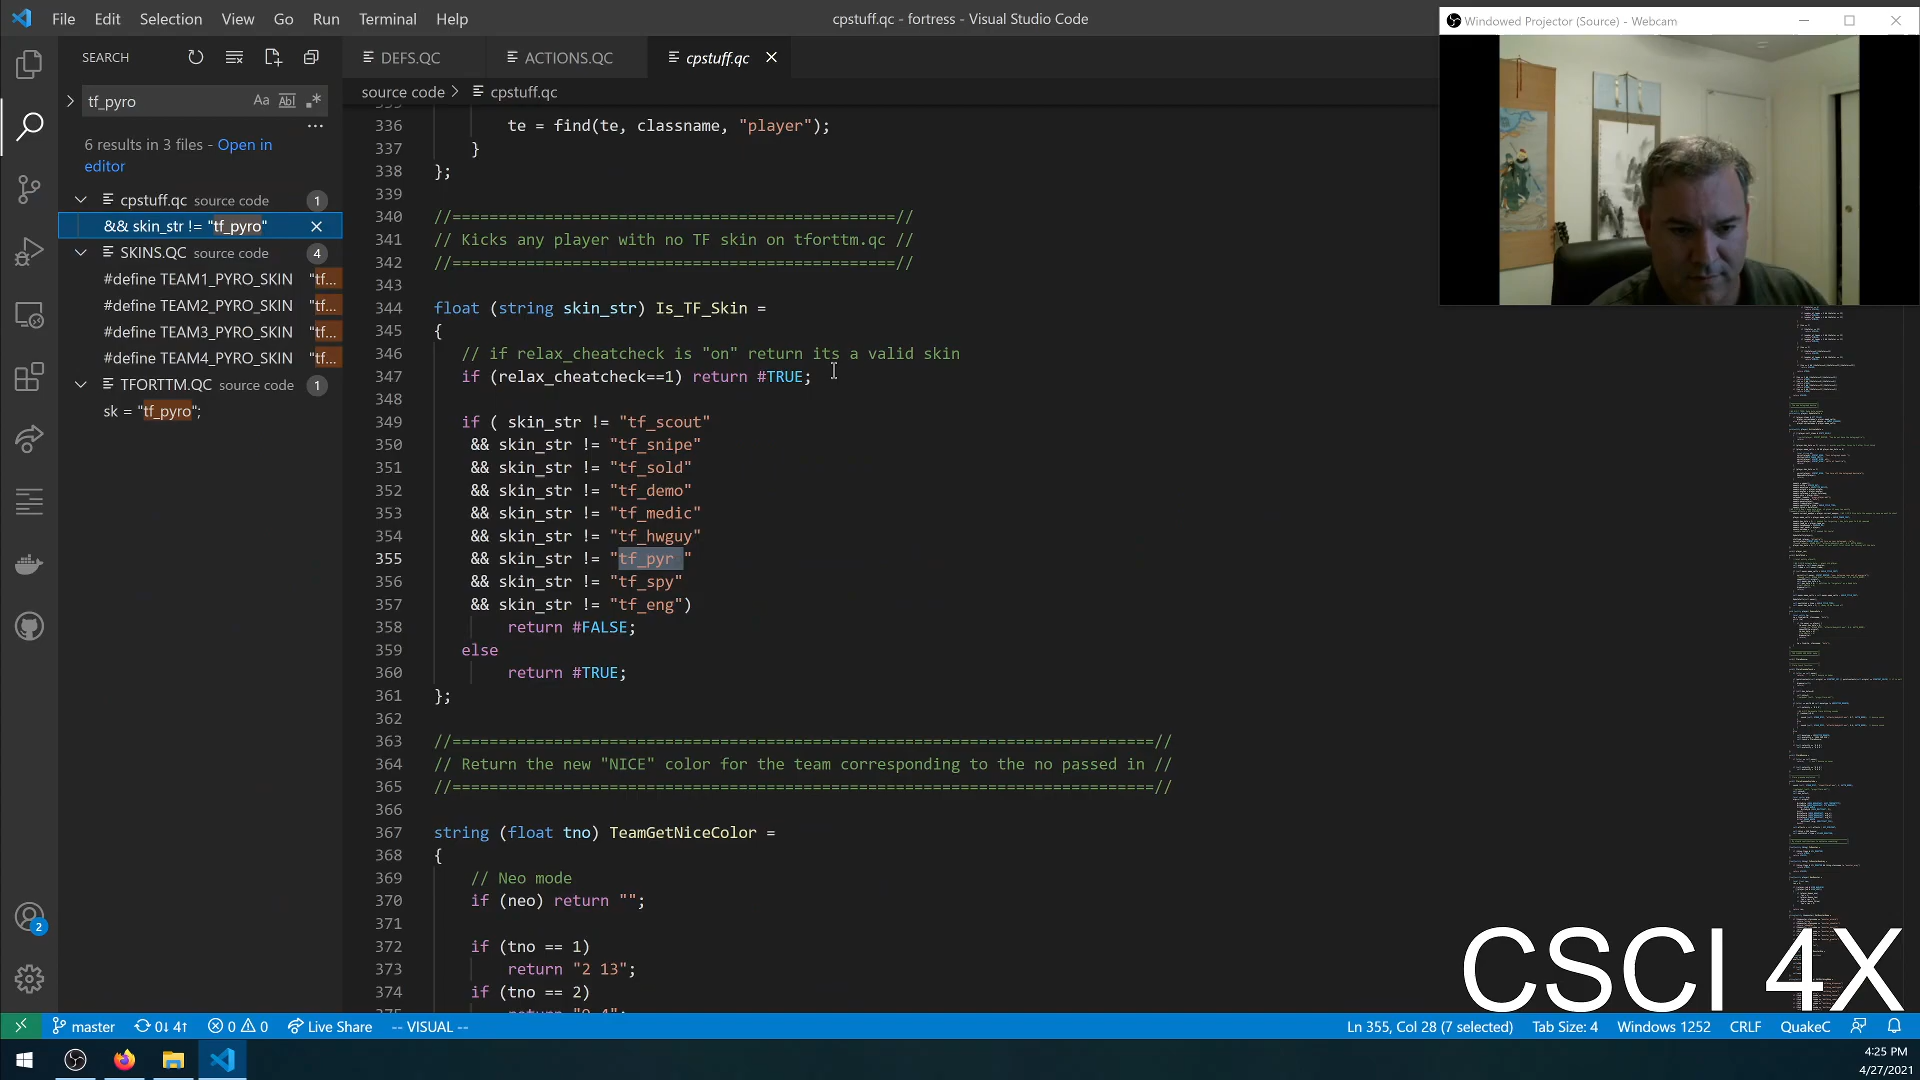 File Edit Selection View Go Run Terminal Help
cpstuff.qc - fortress - Visual Studio Code
Windowed Projector (Source) - Webcam
SEARCH
DEFS.QC
ACTIONS.QC
cpstuff.qc
source code > cpstuff.qc
tf_pyro
Aa Abl .*
6 results in 3 files - Open in
editor
cpstuff.qc source code 1
&& skin_str != "tf_pyro"
SKINS.QC source code 4
#define TEAM1_PYRO_SKIN "tf...
#define TEAM2_PYRO_SKIN "tf...
#define TEAM3_PYRO_SKIN "tf...
#define TEAM4_PYRO_SKIN "tf...
TFORTTM.QC source code 1
sk = "tf_pyro";
336 te = find(te, classname, "player");
337 }
338 };
339
340 //================================================//
341 // Kicks any player with no TF skin on tforttm.qc //
342 //================================================//
343
344 float (string skin_str) Is_TF_Skin =
345 {
346 // if relax_cheatcheck is "on" return its a valid skin
347 if (relax_cheatcheck==1) return #TRUE;
348
349 if ( skin_str != "tf_scout"
350 && skin_str != "tf_snipe"
351 && skin_str != "tf_sold"
352 && skin_str != "tf_demo"
353 && skin_str != "tf_medic"
354 && skin_str != "tf_hwguy"
355 && skin_str != "tf_pyr "
356 && skin_str != "tf_spy"
357 && skin_str != "tf_eng")
358 return #FALSE;
359 else
360 return #TRUE;
361 };
362
363 //============================================================================//
364 // Return the new "NICE" color for the team corresponding to the no passed in //
365 //============================================================================//
366
367 string (float tno) TeamGetNiceColor =
368 {
369 // Neo mode
370 if (neo) return "";
371
372 if (tno == 1)
373 return "2 13";
374 if (tno == 2)
CSCI 4X
2
master 0↓ 4↑ 0 0 Live Share -- VISUAL --
Ln 355, Col 28 (7 selected) Tab Size: 4 Windows 1252 CRLF QuakeC
4:25 PM
4/27/2021